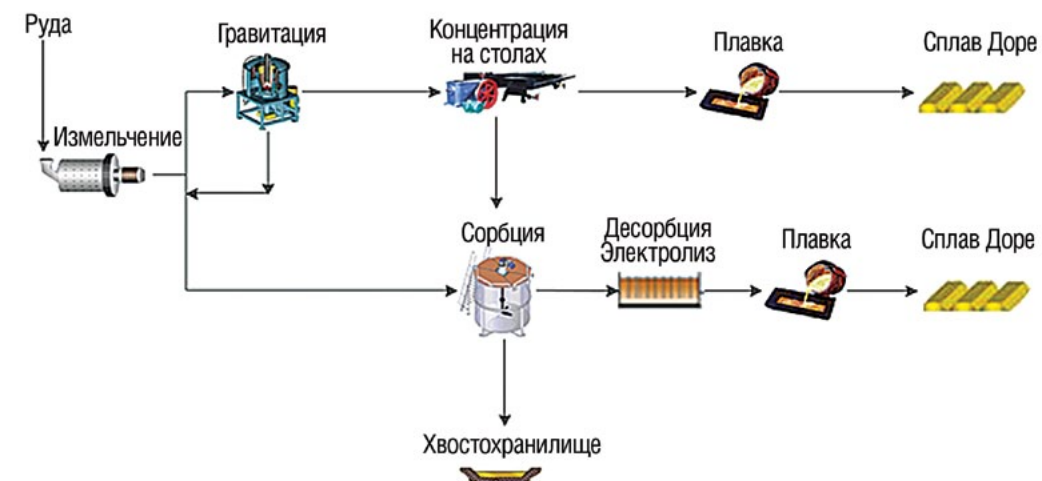 Руда
Гравитация
Концентрация
на столах
Плавка
Сплав Доре
Измельчение
Сорбция
Десорбция
Электролиз
Плавка
Сплав Доре
Хвостохранилище